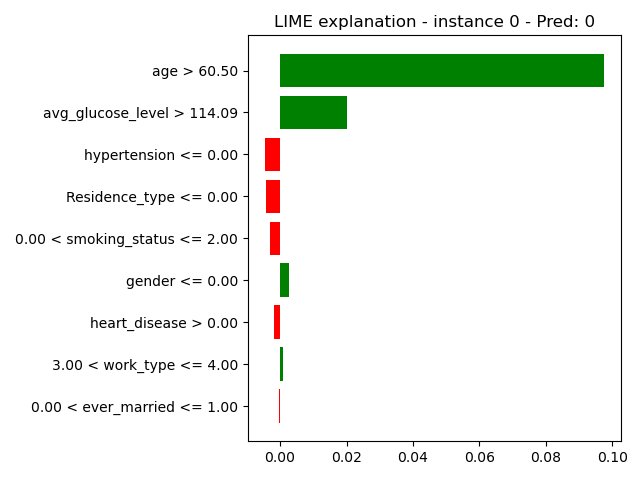 LIME explanation - instance 0 - Pred: 0
age > 60.50
avg_glucose_level > 114.09
hypertension <= 0.00
Residence_type <= 0.00
0.00 < smoking_status <= 2.00
gender <= 0.00
heart_disease > 0.00
3.00 < work_type <= 4.00
0.00 < ever_married <= 1.00
0.00 0.02 0.04 0.06 0.08 0.10